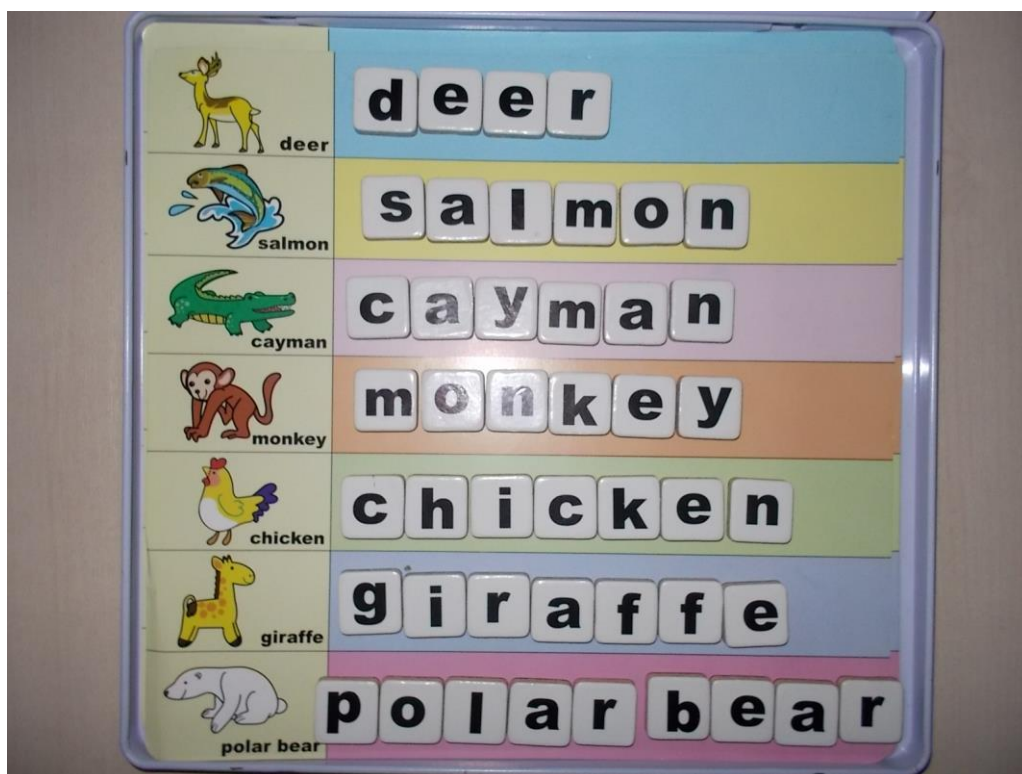 deer deer
salmon salmon
cayman cayman
monkey monkey
chicken chicken
giraffe giraffe
polar bear polar bear